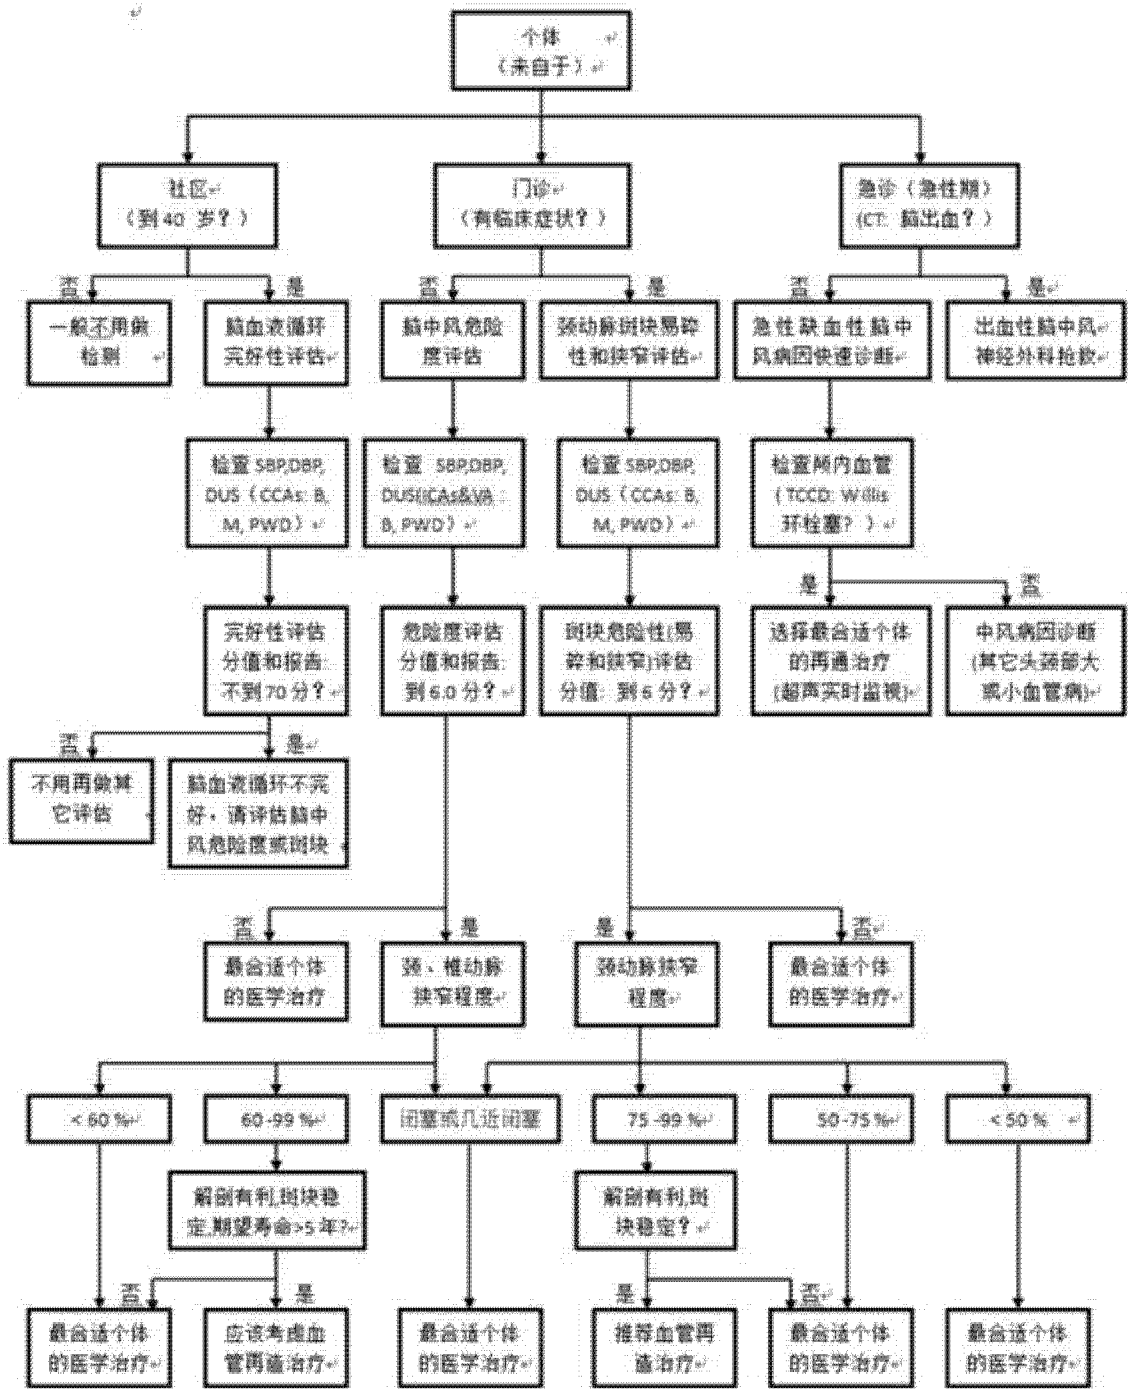 个体
（来自于）
社区
（到 40 岁？）
门诊
（有临床症状？）
急诊（急性期）
(CT: 脑出血？)
否
是
否
是
否
是
一般不用做
检测
脑血液循环
完好性评估
脑中风危险
度评估
颈动脉斑块易碎
性和狭窄评估
急性缺血性脑中
风病因快速诊断
出血性脑中风
神经外科抢救
检查 SBP,DBP,
DUS（CCAs: B,
M, PWD）
检查 SBP,DBP,
DUS(ICAs&VA :
B, PWD）
检查 SBP,DBP,
DUS（CCAs: B,
M, PWD）
检查颅内血管
（TCCD: Willis
环栓塞？）
是
否
完好性评估
分值和报告:
不到 70 分？
危险度评估
分值和报告:
到 6.0 分？
斑块危险性(易
碎和狭窄)评估
分值: 到 6 分？
选择最合适个体
的再通治疗
(超声实时监视)
中风病因诊断
(其它头颈部大
或小血管病)
否
是
不用再做其
它评估
脑血液循环不完
好，请评估脑中
风危险度或斑块
否
是
是
否
最合适个体
的医学治疗
颈、椎动脉
狭窄程度
颈动脉狭窄
程度
最合适个体
的医学治疗
< 60 %
60 -99 %
闭塞或几近闭塞
75 -99 %
50 -75 %
< 50 %
解剖有利,斑块稳
定,期望寿命>5 年?
解剖有利,斑
块稳定？
否
是
是
否
最合适个体
的医学治疗
应该考虑血
管再造治疗
最合适个体
的医学治疗
推荐血管再
造治疗
最合适个体
的医学治疗
最合适个体
的医学治疗